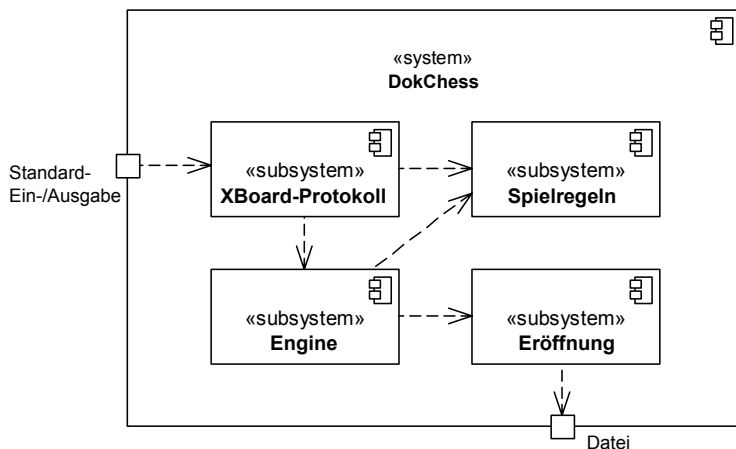 «system»
DokChess
Standard-
Ein-/Ausgabe
«subsystem»
XBoard-Protokoll
«subsystem»
Spielregeln
«subsystem»
Engine
«subsystem»
Eröffnung
Datei